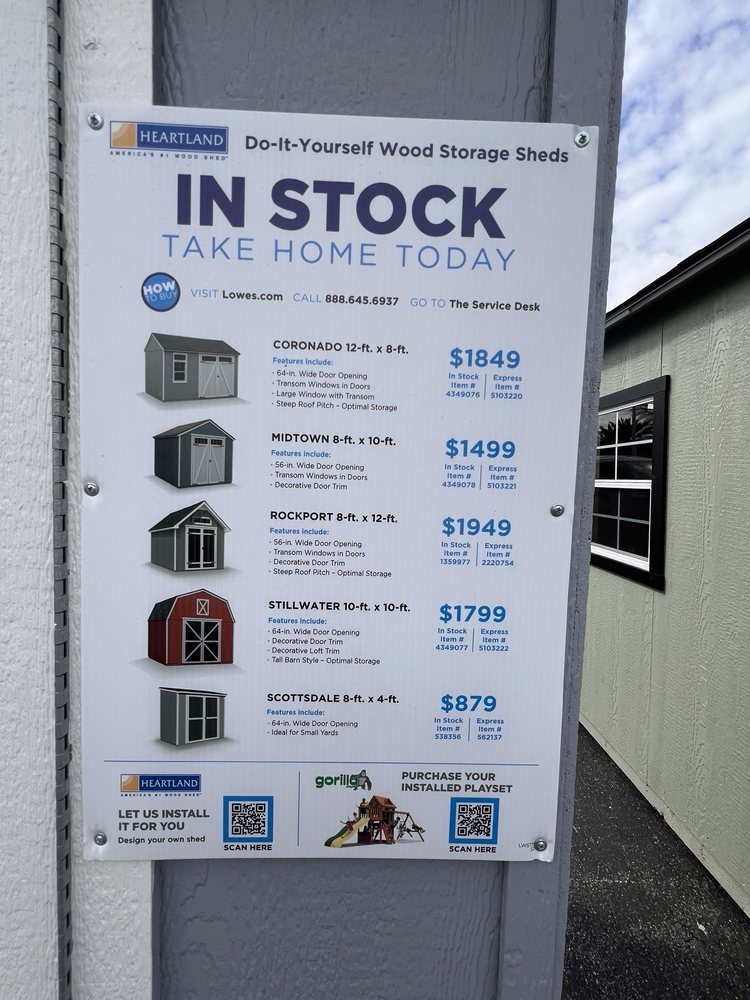 HEARTLAND
AMERICA'S #1 WOOD SHED
Do-It-Yourself Wood Storage Sheds
IN STOCK
TAKE HOME TODAY
HOW TO BUY
VISIT Lowes.com CALL 888.645.6937 GO TO The Service Desk
CORONADO 12-ft. x 8-ft.
Features include:
· 64-in. Wide Door Opening
· Transom Windows in Doors
· Large Window with Transom
· Steep Roof Pitch – Optimal Storage
$1849
In Stock Item # 4349076
Express Item # 5103220
MIDTOWN 8-ft. x 10-ft.
Features include:
· 56-in. Wide Door Opening
· Transom Windows in Doors
· Decorative Door Trim
$1499
In Stock Item # 4349078
Express Item # 5103221
ROCKPORT 8-ft. x 12-ft.
Features include:
· 56-in. Wide Door Opening
· Transom Windows in Doors
· Decorative Door Trim
· Steep Roof Pitch – Optimal Storage
$1949
In Stock Item # 1359977
Express Item # 2220754
STILLWATER 10-ft. x 10-ft.
Features include:
· 64-in. Wide Door Opening
· Decorative Door Trim
· Decorative Loft Trim
· Tall Barn Style – Optimal Storage
$1799
In Stock Item # 4349077
Express Item # 5103222
SCOTTSDALE 8-ft. x 4-ft.
Features include:
· 64-in. Wide Door Opening
· Ideal for Small Yards
$879
In Stock Item # 538356
Express Item # 562137
HEARTLAND
AMERICA'S #1 WOOD SHED
LET US INSTALL
IT FOR YOU
Design your own shed
SCAN HERE
gorilla
PURCHASE YOUR
INSTALLED PLAYSET
SCAN HERE